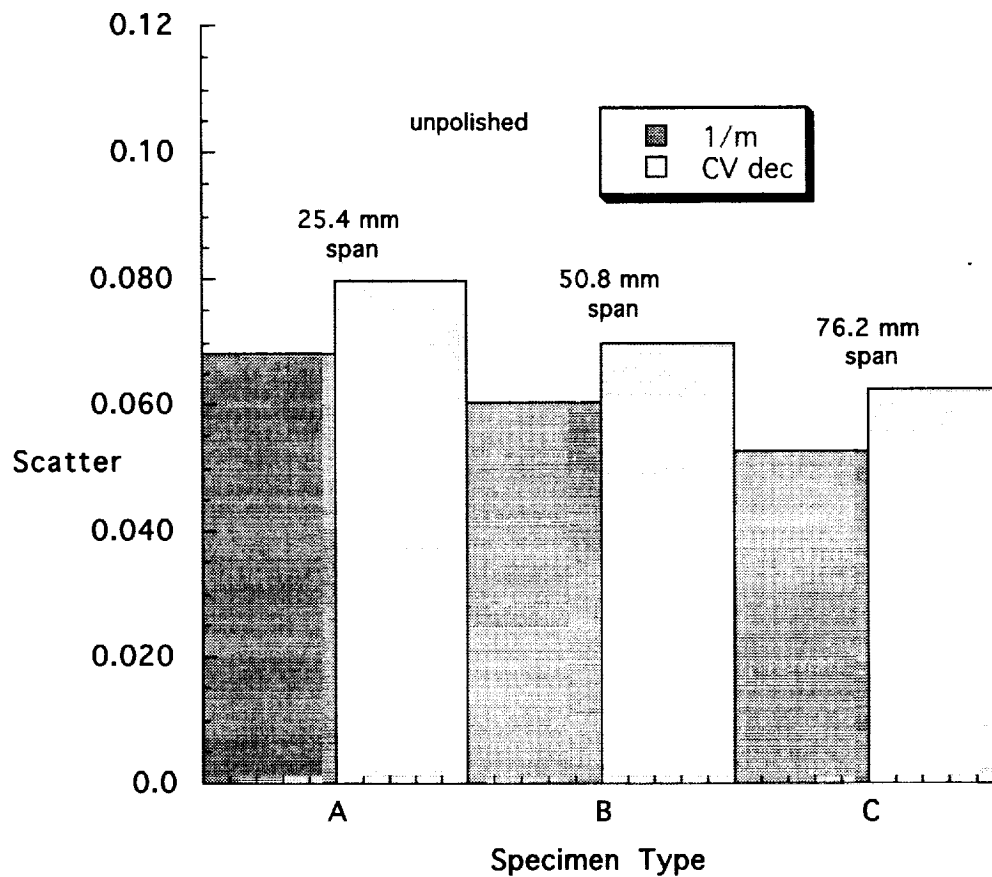 0.12
unpolished
1/m
CV dec
0.10
25.4 mm
span
0.080
50.8 mm
span
76.2 mm
span
0.060
Scatter
0.040
0.020
0.0
A
B
C
Specimen Type